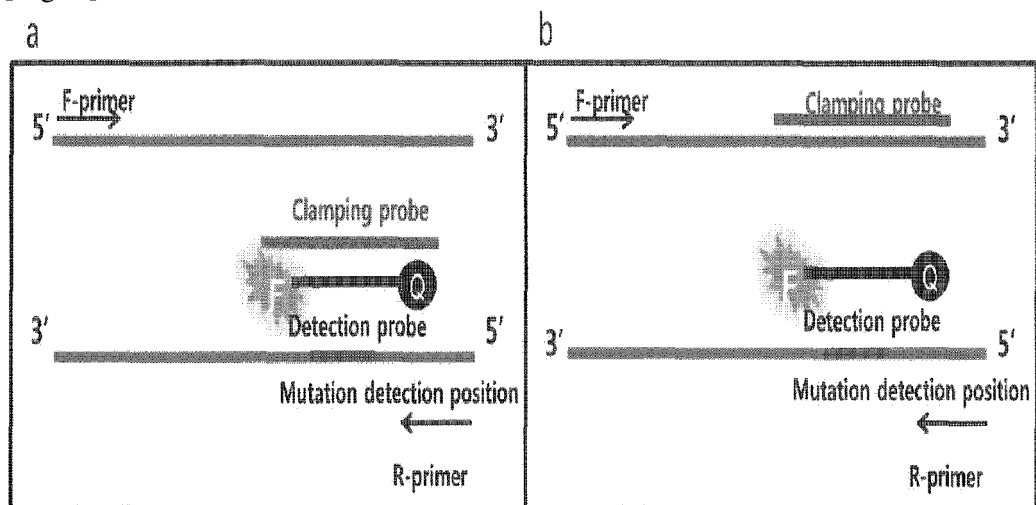 a
F-primer
5' 3'
Clamping probe
F Q
Detection probe
3' 5'
Mutation detection position
R-primer
b
F-primer Clamping probe
5' 3'
F Q
Detection probe
3' 5'
Mutation detection position
R-primer